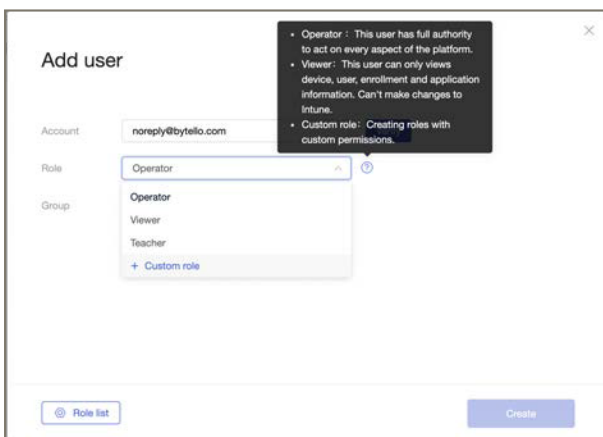 • Operator： This user has full authority
to act on every aspect of the platform.
• Viewer：This user can only views
device, user, enrollment and application
information. Can't make changes to
Intune.
• Custom role：Creating roles with
custom permissions.
Add user
Account
noreply@bytello.com
Role
Operator
?
Group
Operator
Viewer
Teacher
+ Custom role
Role list
Create